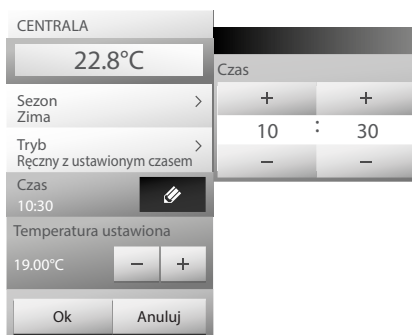 CENTRALA
22.8°C
Sezon >
Zima
Tryb >
Ręczny z ustawionym czasem
Czas
10:30
Temperatura ustawiona
19.00°C − +
Ok Anuluj
Czas
+ +
10 : 30
− −